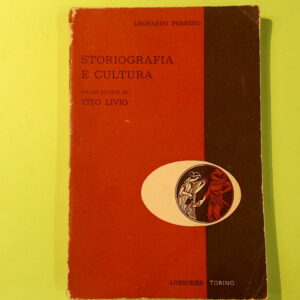 LEONARDO FERRERO
STORIOGRAFIA
E CULTURA
DALLE STORIE DI
TITO LIVIO
LOESCHER TORINO